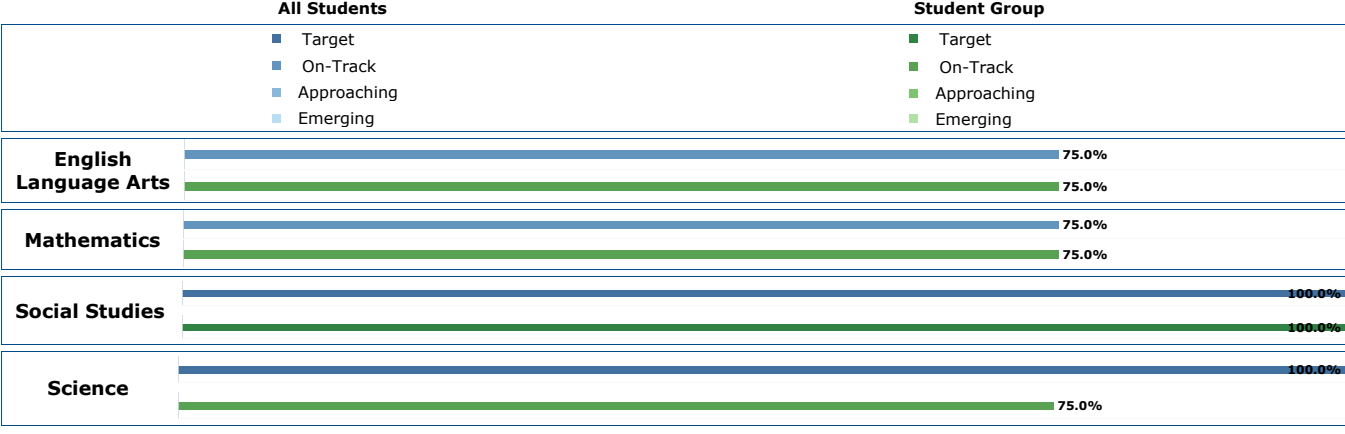 All Students
Student Group
Target
Target
On-Track
On-Track
Approaching
Approaching
Emerging
Emerging
English
Language Arts
75.0%
75.0%
Mathematics
75.0%
75.0%
Social Studies
100.0%
100.0%
Science
100.0%
75.0%